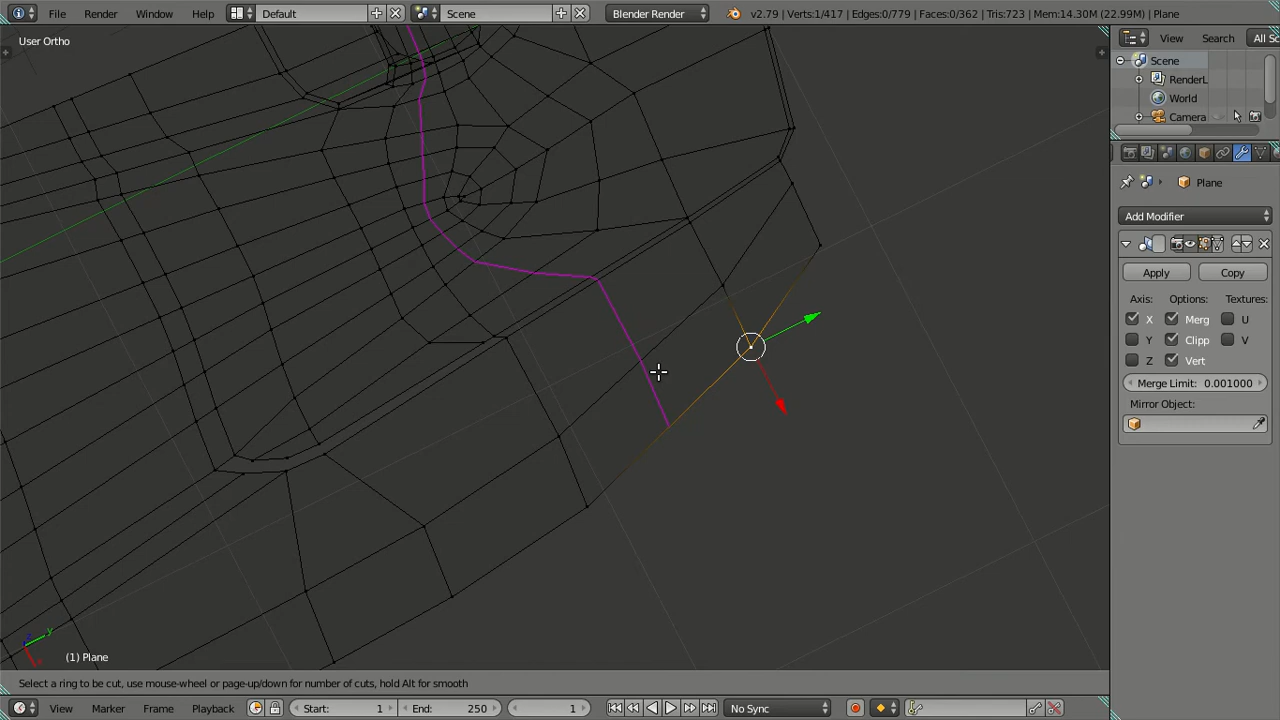 File Render Window Help Default Scene Blender Render v2.79 | Verts:1/417 | Edges:0/779 | Faces:0/362 | Tris:723 | Mem:14.30M (22.99M) | Plane
User Ortho
View Search All Sc
Scene
RenderL
World
Camera
Plane
Add Modifier
Apply Copy
Axis: Options: Textures:
X Merg U
Y Clipp V
Z Vert
Merge Limit: 0.001000
Mirror Object:
y
(1) Plane
Select a ring to be cut, use mouse-wheel or page-up/down for number of cuts, hold Alt for smooth
View Marker Frame Playback Start: 1 End: 250 1 No Sync